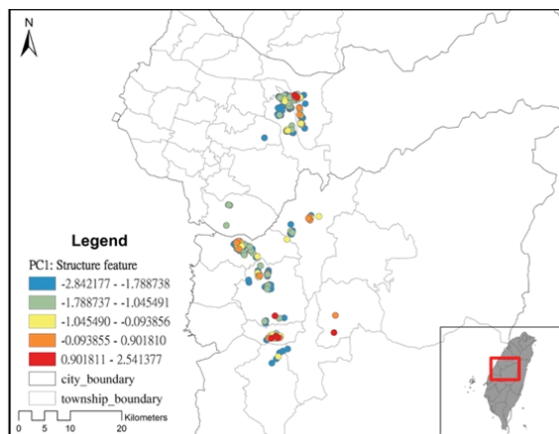 N
Legend
PC1: Structure feature
-2.842177 - -1.788738
-1.788737 - -1.045491
-1.045490 - -0.093856
-0.093855 - 0.901810
0.901811 - 2.541377
city_boundary
township_boundary
Kilometers
0 5 10 20